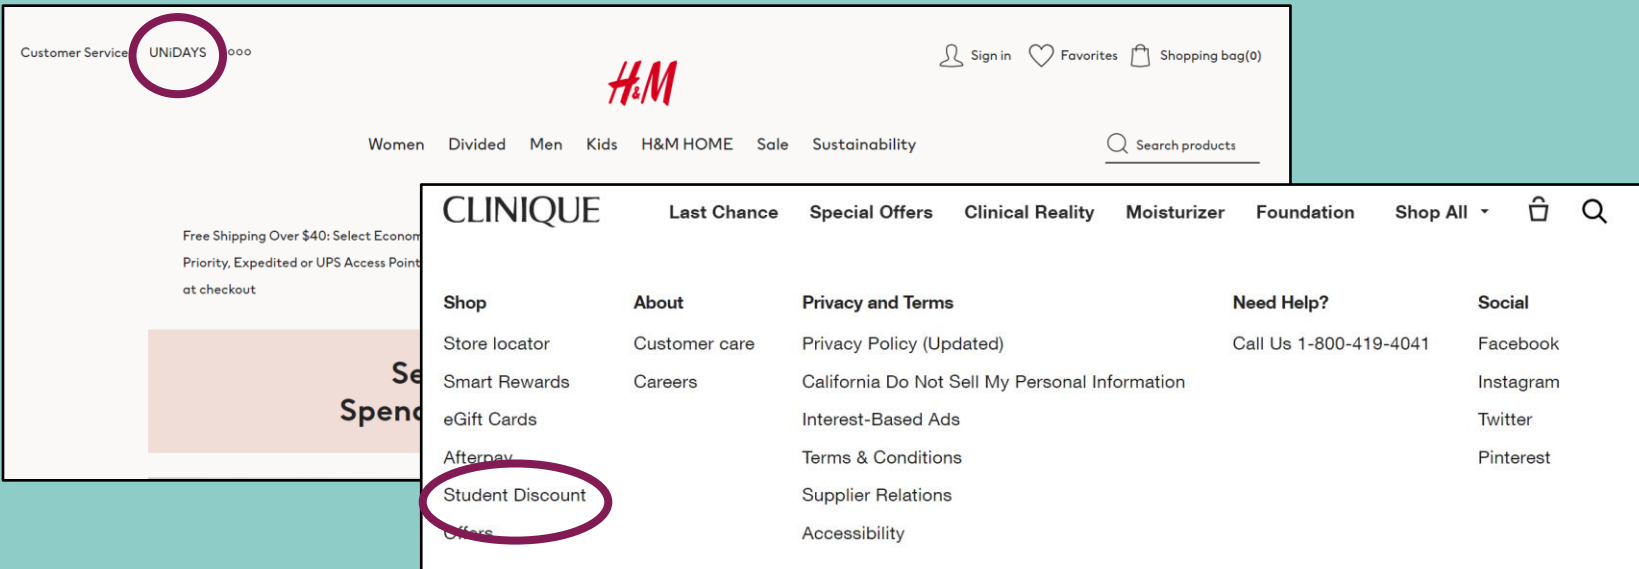 Customer Service UNiDAYS ooo
Sign in Favorites Shopping bag(0)
H&M
Women Divided Men Kids H&M HOME Sale Sustainability
Search products
Free Shipping Over $40: Select Econom
Priority, Expedited or UPS Access Point
at checkout
Se
Spend
CLINIQUE Last Chance Special Offers Clinical Reality Moisturizer Foundation Shop All
Shop
Store locator
Smart Rewards
eGift Cards
Afterpay
Student Discount
Offers
About
Customer care
Careers
Privacy and Terms
Privacy Policy (Updated)
California Do Not Sell My Personal Information
Interest-Based Ads
Terms & Conditions
Supplier Relations
Accessibility
Need Help?
Call Us 1-800-419-4041
Social
Facebook
Instagram
Twitter
Pinterest